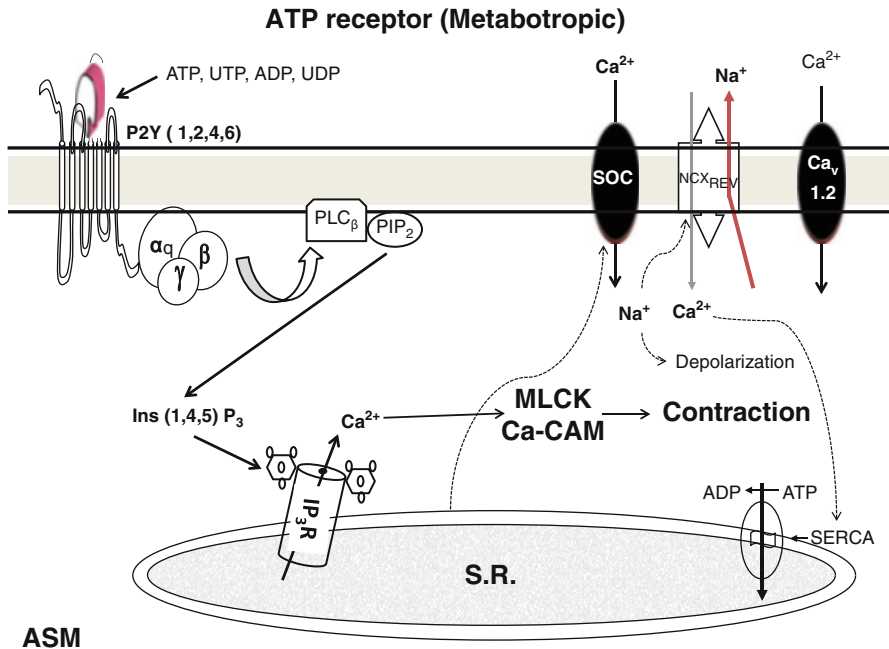 ATP receptor (Metabotropic)
ATP, UTP, ADP, UDP
P2Y ( 1,2,4,6)
Ca²⁺
Na⁺
Ca²⁺
SOC
NCX_REV
Caᵥ
1.2
αq
β
γ
PLCᵦ
PIP₂
Na⁺
Ca²⁺
Depolarization
Ins (1,4,5) P₃
Ca²⁺
MLCK
Ca-CAM
Contraction
IP₃R
ADP
ATP
SERCA
S.R.
ASM